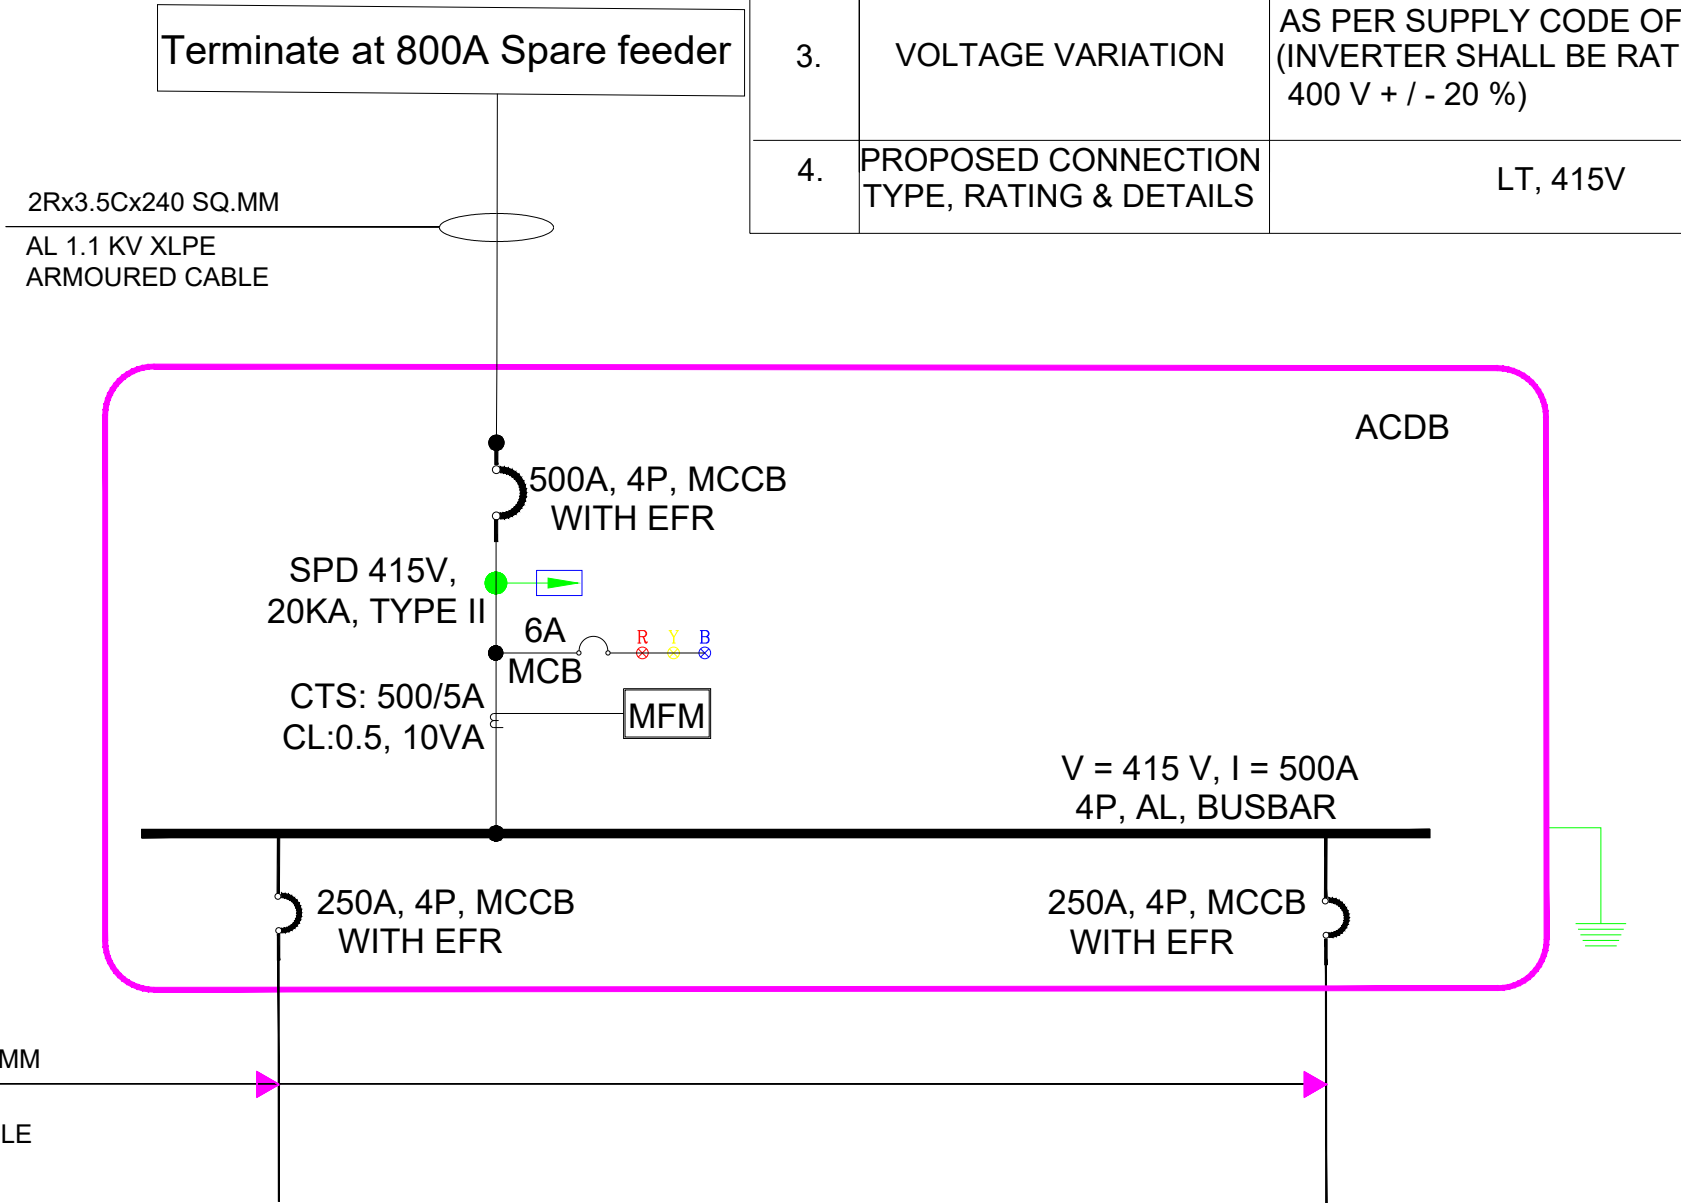 Terminate at 800A Spare feeder
3.
VOLTAGE VARIATION
AS PER SUPPLY CODE OF
(INVERTER SHALL BE RAT
400 V + / - 20 %)
4.
PROPOSED CONNECTION
TYPE, RATING & DETAILS
LT, 415V
2Rx3.5Cx240 SQ.MM
AL 1.1 KV XLPE
ARMOURED CABLE
ACDB
500A, 4P, MCCB
WITH EFR
SPD 415V,
20KA, TYPE II
6A
MCB
R Y B
CTS: 500/5A
CL:0.5, 10VA
MFM
V = 415 V, I = 500A
4P, AL, BUSBAR
250A, 4P, MCCB
WITH EFR
250A, 4P, MCCB
WITH EFR
MM
LE